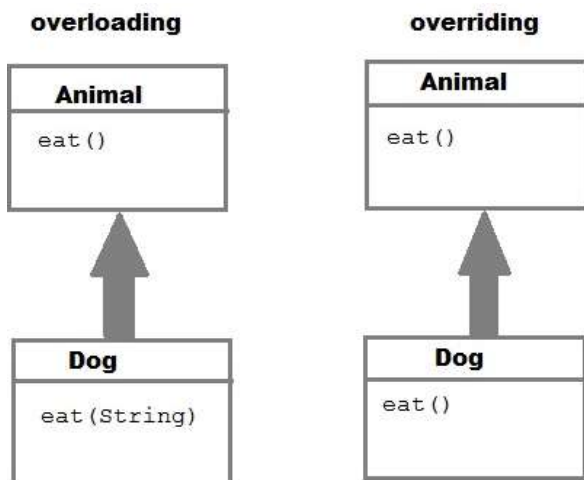 overloading
Animal
eat()
Dog
eat(String)
overriding
Animal
eat()
Dog
eat()